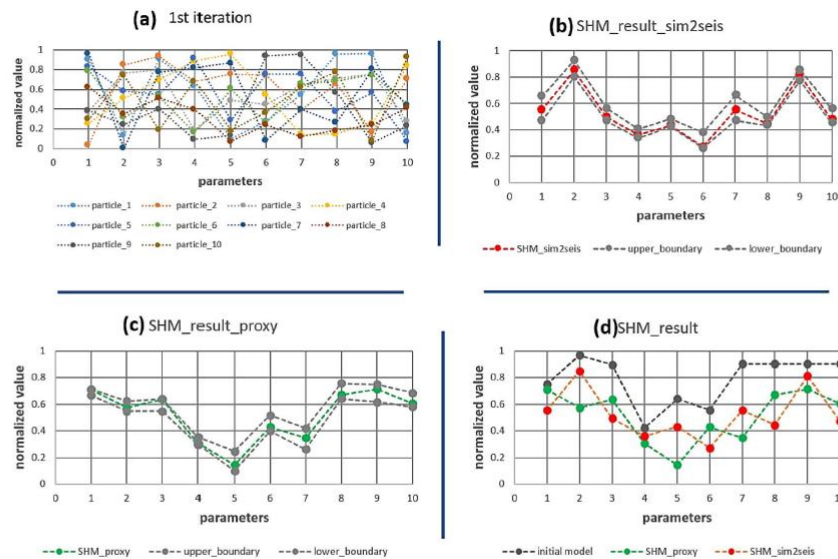 (a) 1st iteration
normalized value
1
0.8
0.6
0.4
0.2
0
0 1 2 3 4 5 6 7 8 9 10
parameters
particle_1 particle_2 particle_3 particle_4
particle_5 particle_6 particle_7 particle_8
particle_9 particle_10
(b) SHM_result_sim2seis
normalized value
1
0.8
0.6
0.4
0.2
0
0 1 2 3 4 5 6 7 8 9 10
parameters
SHM_sim2seis upper_boundary lower_boundary
(c) SHM_result_proxy
normalized value
1
0.8
0.6
0.4
0.2
0
0 1 2 3 4 5 6 7 8 9 10
parameters
SHM_proxy upper_boundary lower_boundary
(d) SHM_result
normalized value
1
0.8
0.6
0.4
0.2
0
0 1 2 3 4 5 6 7 8 9
parameters
initial model SHM_proxy SHM_sim2seis